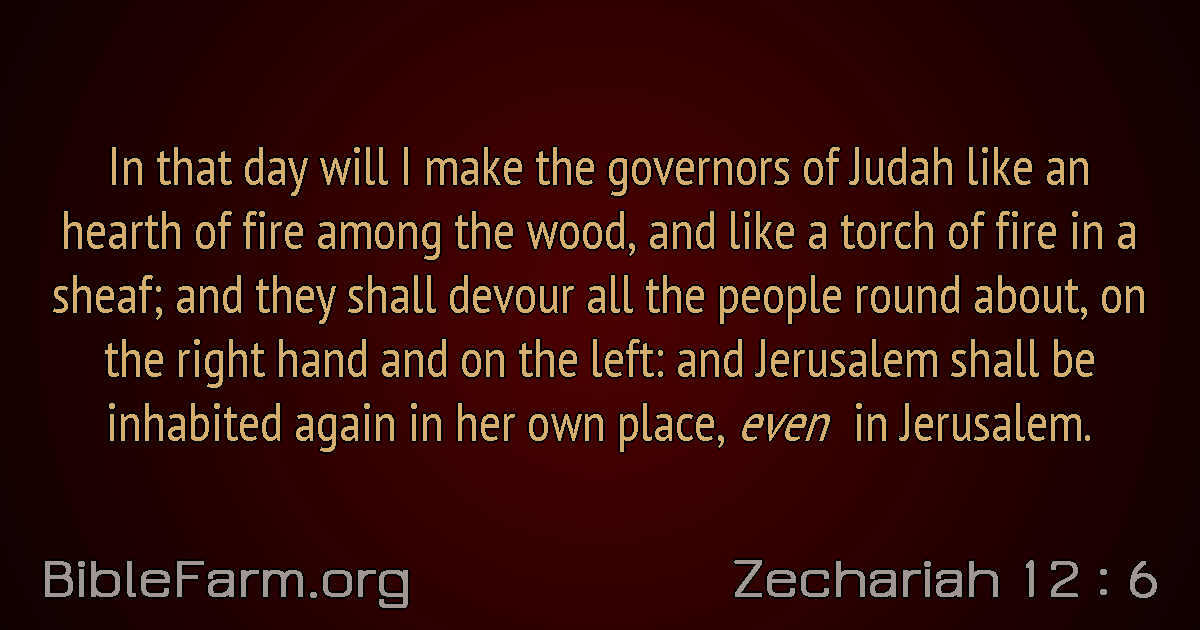 In that day will I make the governors of Judah like an
hearth of fire among the wood, and like a torch of fire in a
sheaf; and they shall devour all the people round about, on
the right hand and on the left: and Jerusalem shall be
inhabited again in her own place, even in Jerusalem.
BibleFarm.org
Zechariah 12 : 6